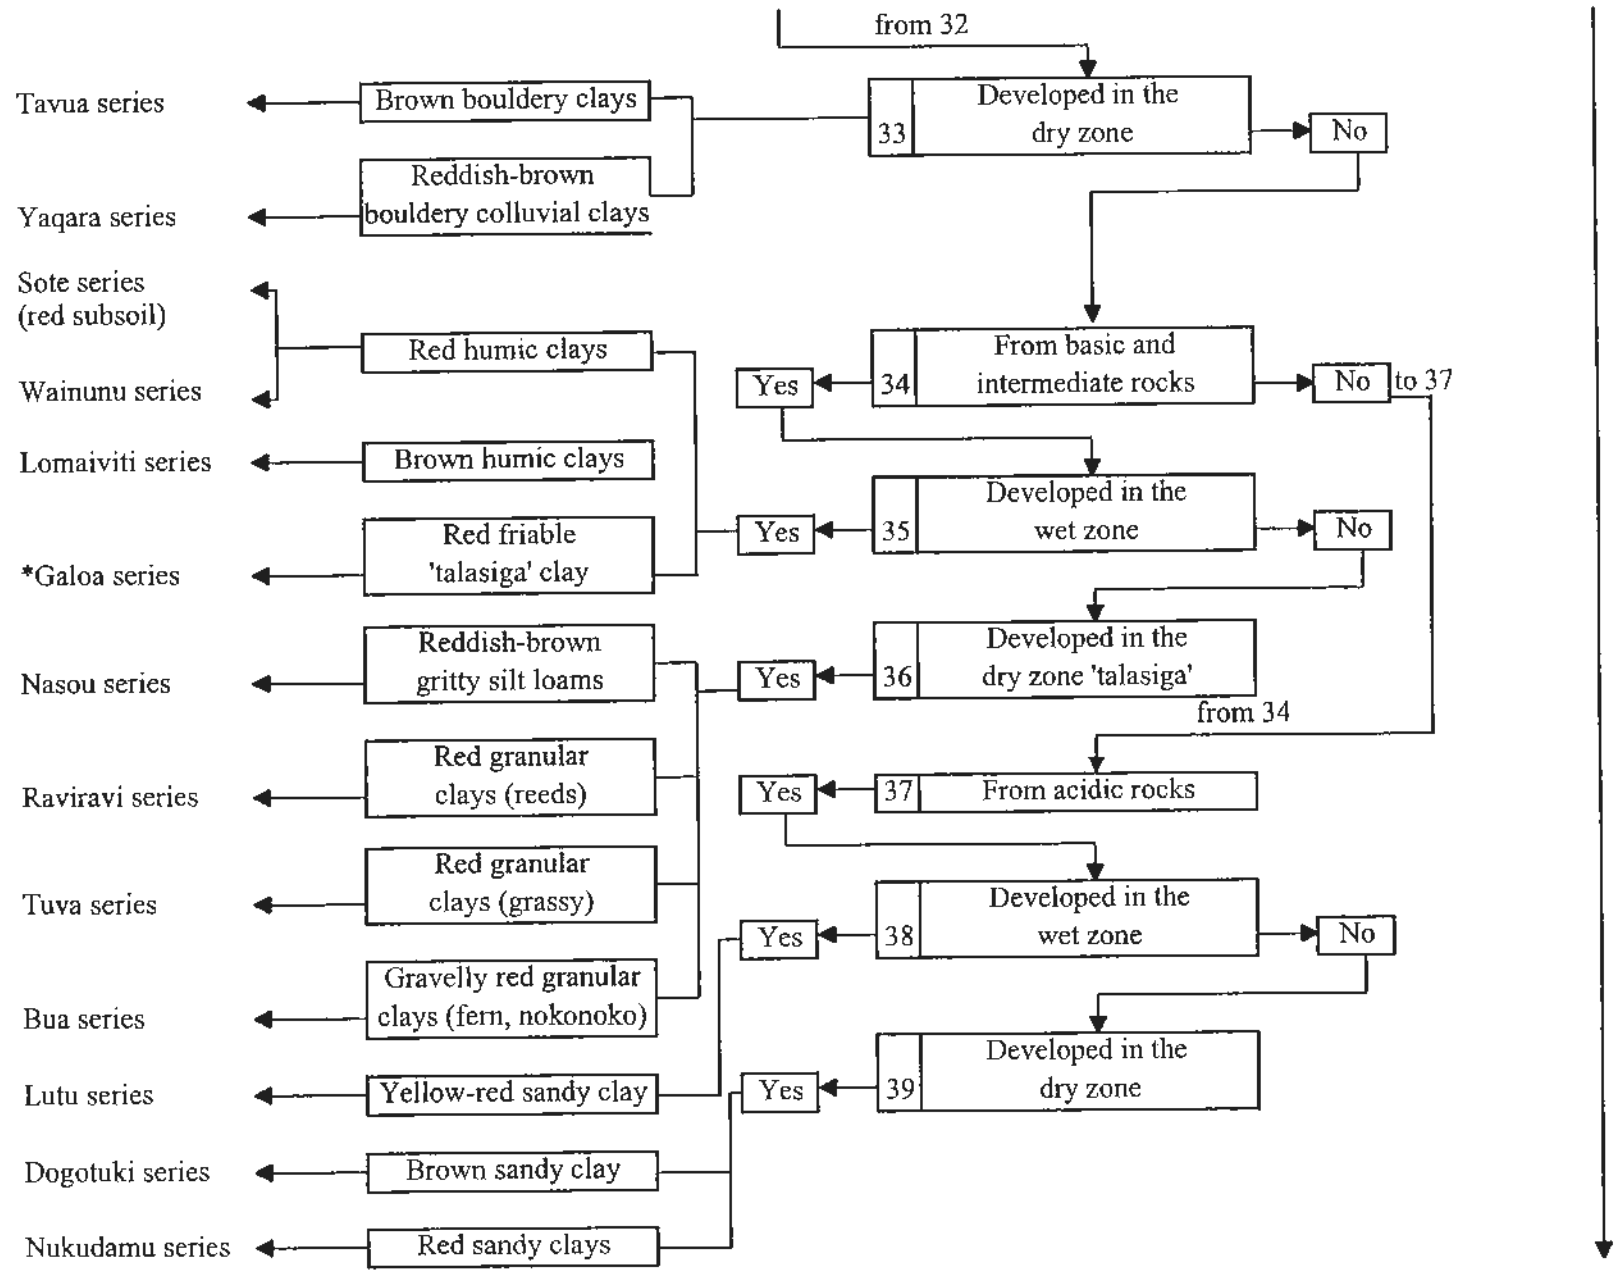 from 32
Tavua series
Brown bouldery clays
33
Developed in the
dry zone
No
Yaqara series
Reddish-brown
bouldery colluvial clays
Sote series
(red subsoil)
Wainunu series
Red humic clays
Yes
34
From basic and
intermediate rocks
No
to 37
Lomaiviti series
Brown humic clays
*Galoa series
Red friable
'talasiga' clay
Yes
35
Developed in the
wet zone
No
Nasou series
Reddish-brown
gritty silt loams
Yes
36
Developed in the
dry zone 'talasiga'
from 34
Raviravi series
Red granular
clays (reeds)
Yes
37
From acidic rocks
Tuva series
Red granular
clays (grassy)
Yes
38
Developed in the
wet zone
No
Bua series
Gravelly red granular
clays (fern, nokonoko)
Lutu series
Yellow-red sandy clay
Yes
39
Developed in the
dry zone
Dogotuki series
Brown sandy clay
Nukudamu series
Red sandy clays